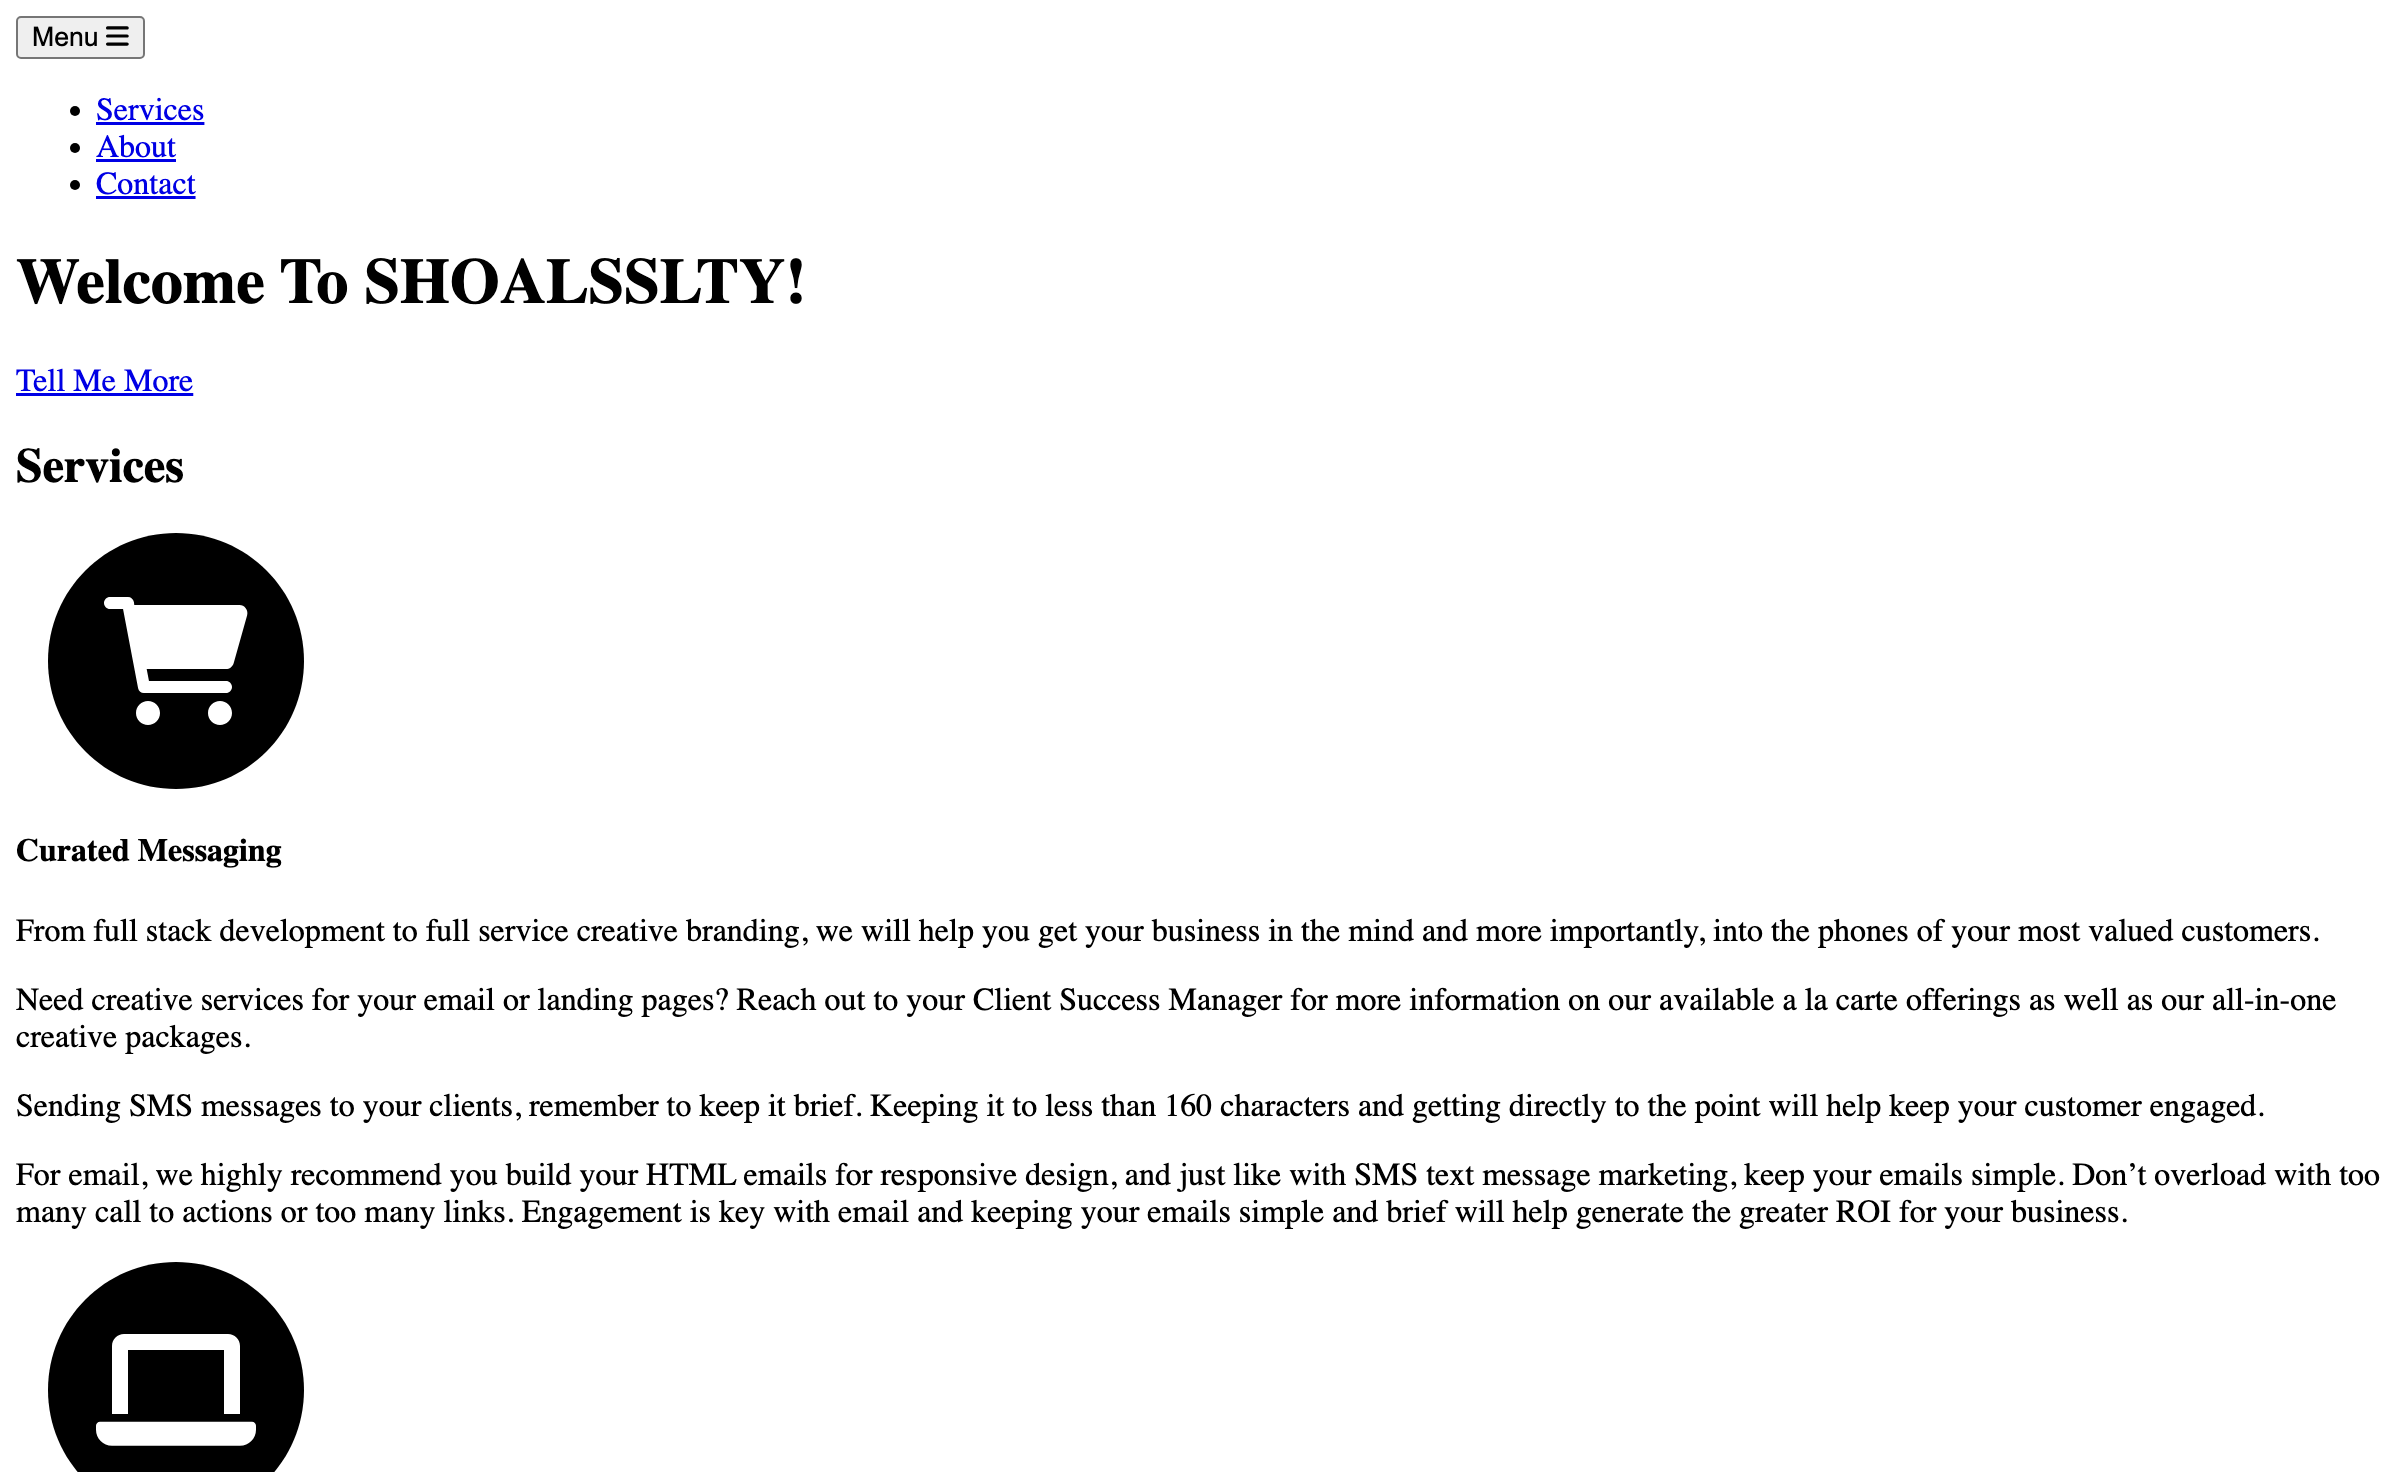 Menu
Services
About
Contact
Welcome To SHOALSSLTY!
Tell Me More
Services
Curated Messaging
From full stack development to full service creative branding, we will help you get your business in the mind and more importantly, into the phones of your most valued customers.
Need creative services for your email or landing pages? Reach out to your Client Success Manager for more information on our available a la carte offerings as well as our all-in-one
creative packages.
Sending SMS messages to your clients, remember to keep it brief. Keeping it to less than 160 characters and getting directly to the point will help keep your customer engaged.
For email, we highly recommend you build your HTML emails for responsive design, and just like with SMS text message marketing, keep your emails simple. Don’t overload with too
many call to actions or too many links. Engagement is key with email and keeping your emails simple and brief will help generate the greater ROI for your business.